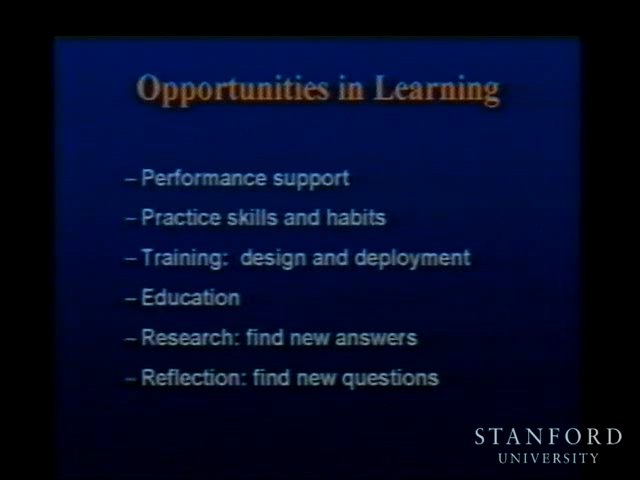 Opportunities in Learning
– Performance support
– Practice skills and habits
– Training: design and deployment
– Education
– Research: find new answers
– Reflection: find new questions
STANFORD
UNIVERSITY